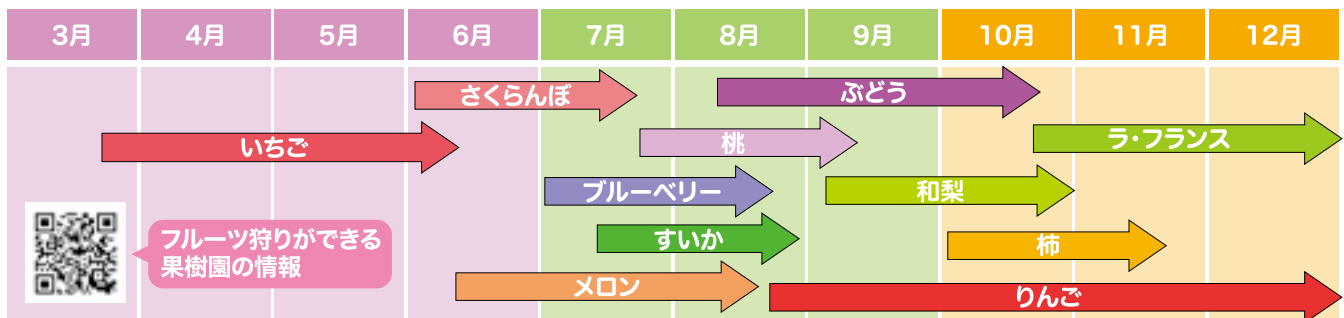 3月 4月 5月 6月 7月 8月 9月 10月 11月 12月
さくらんぼ
ぶどう
いちご
桃
ラ・フランス
ブルーベリー
和梨
すいか
柿
メロン
りんご
フルーツ狩りができる
果樹園の情報